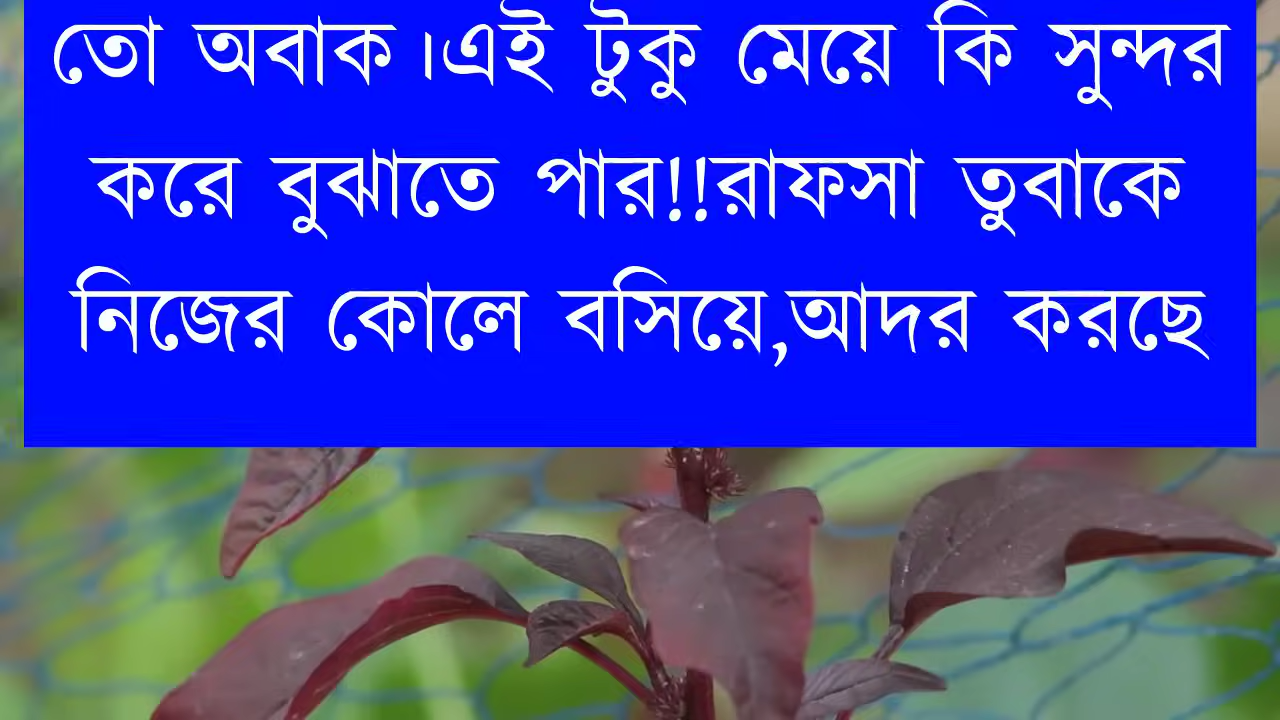 তো অবাক।এই টুকু মেয়ে কি সুন্দর
করে বুঝাতে পার!!রাফসা তুবাকে
নিজের কোলে বসিয়ে,আদর করছে